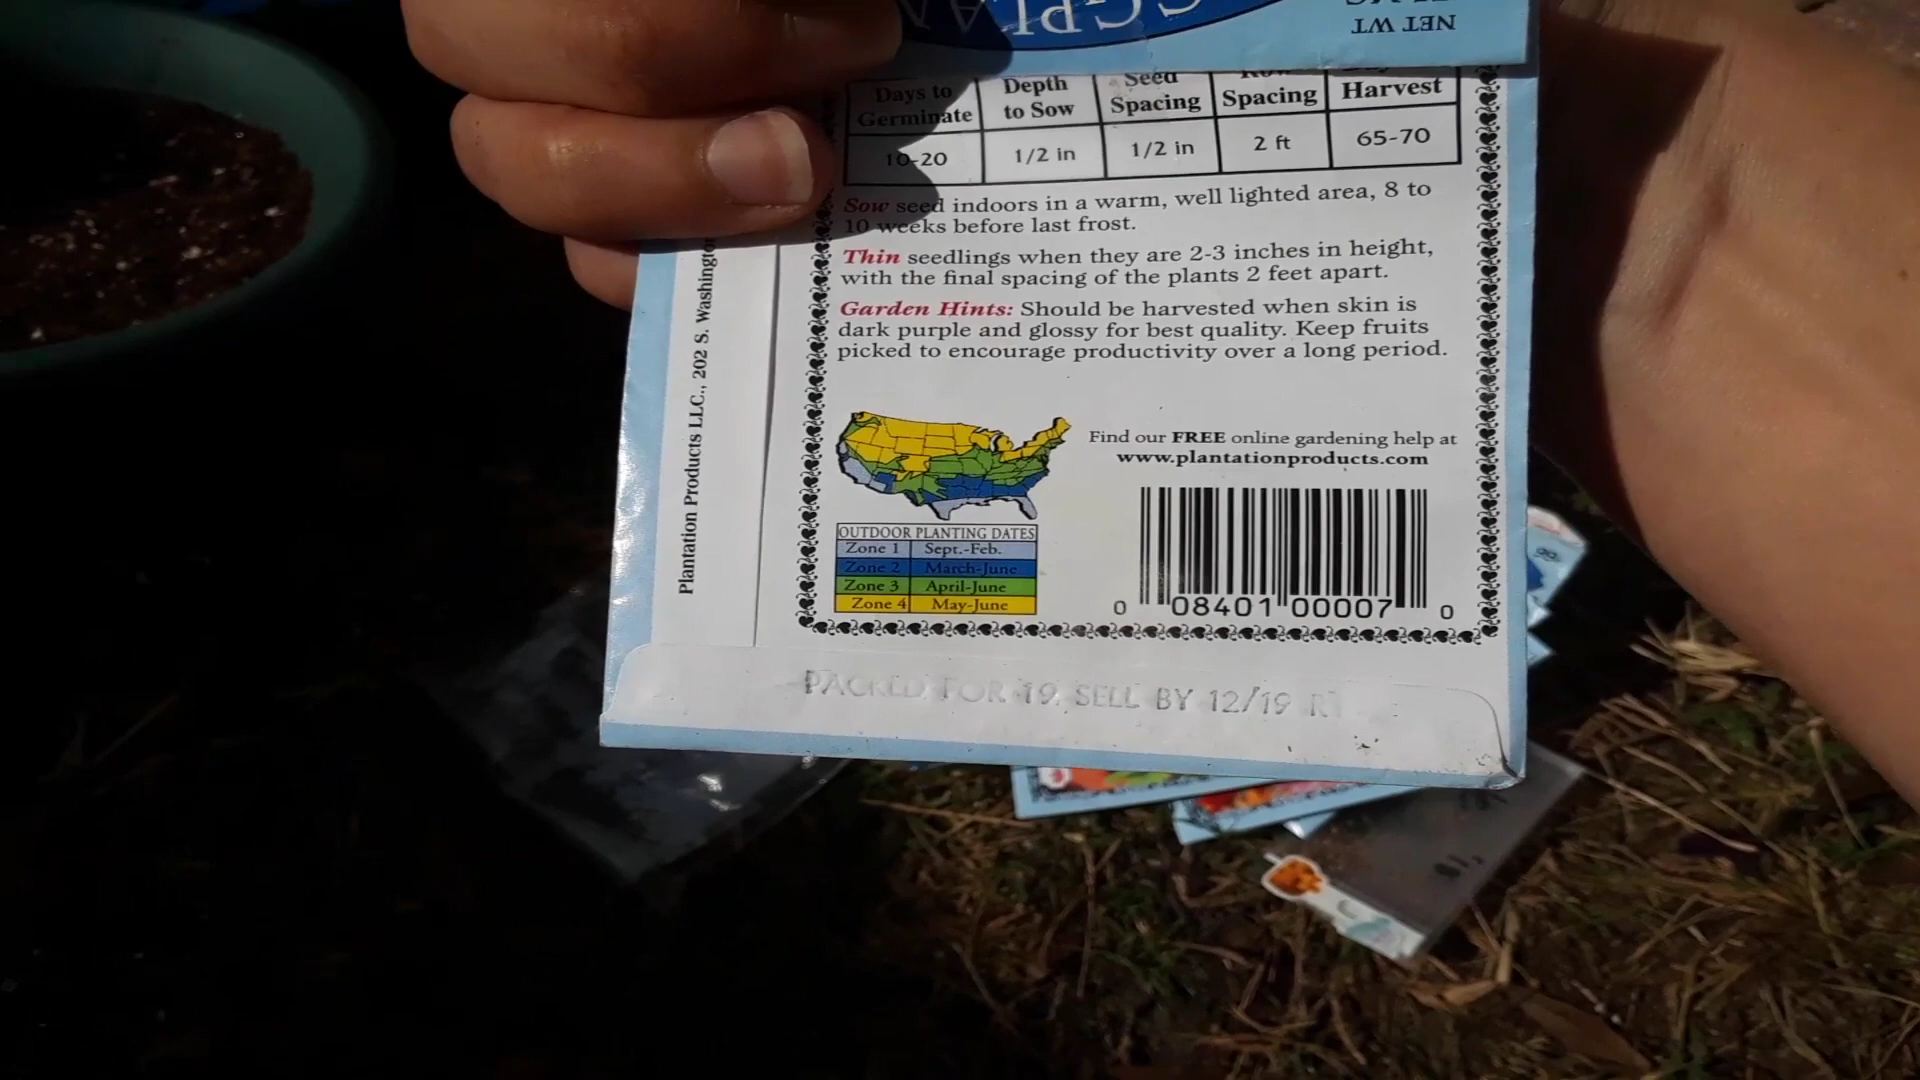 NET WT
GGPLAN
Days to Germinate
Depth to Sow
Seed Spacing
Spacing
Harvest
10-20
1/2 in
1/2 in
2 ft
65-70
Sow seed indoors in a warm, well lighted area, 8 to
10 weeks before last frost.
Thin seedlings when they are 2-3 inches in height,
with the final spacing of the plants 2 feet apart.
Garden Hints: Should be harvested when skin is
dark purple and glossy for best quality. Keep fruits
picked to encourage productivity over a long period.
Plantation Products LLC., 202 S. Washington
Find our FREE online gardening help at
www.plantationproducts.com
OUTDOOR PLANTING DATES
Zone 1 Sept.-Feb.
Zone 2 March-June
Zone 3 April-June
Zone 4 May-June
0 08401 00007 0
PACKED FOR 19 SELL BY 12/19
$1,